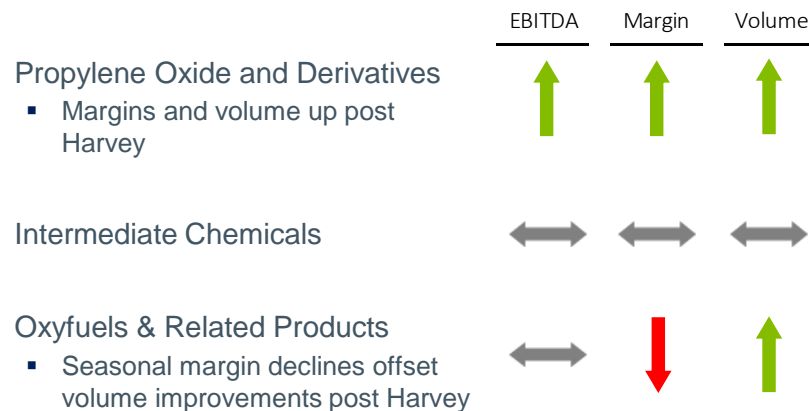 EBITDA Margin Volume
Propylene Oxide and Derivatives
▪ Margins and volume up post
Harvey
Intermediate Chemicals
Oxyfuels & Related Products
▪ Seasonal margin declines offset
volume improvements post Harvey